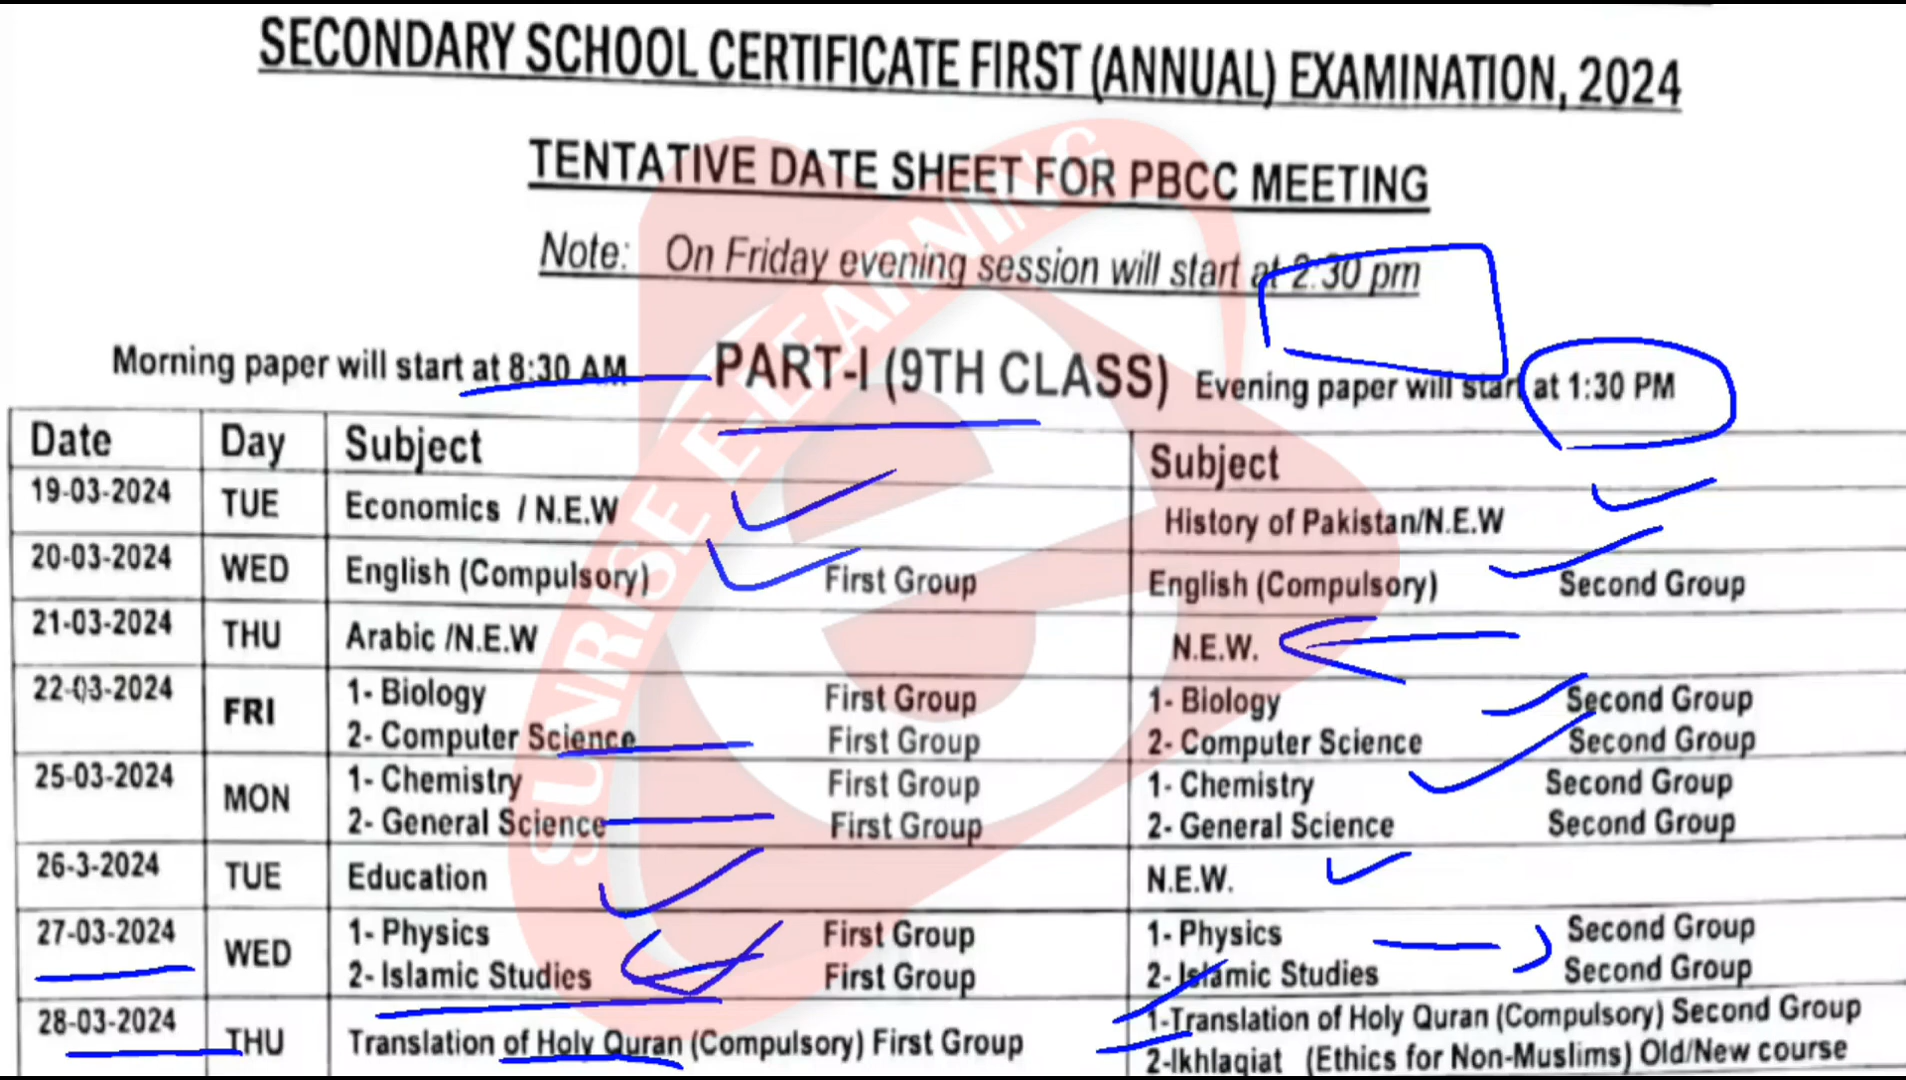 SECONDARY SCHOOL CERTIFICATE FIRST (ANNUAL) EXAMINATION, 2024
TENTATIVE DATE SHEET FOR PBCC MEETING
Note: On Friday evening session will start at 2:30 pm
Morning paper will start at 8:30 AM PART-I (9TH CLASS) Evening paper will start at 1:30 PM
Date Day Subject Subject
19-03-2024 TUE Economics / N.E.W History of Pakistan/N.E.W
20-03-2024 WED English (Compulsory) First Group English (Compulsory) Second Group
21-03-2024 THU Arabic /N.E.W N.E.W.
22-03-2024 FRI 1- Biology First Group 1- Biology Second Group
2- Computer Science First Group 2- Computer Science Second Group
25-03-2024 MON 1- Chemistry First Group 1- Chemistry Second Group
2- General Science First Group 2- General Science Second Group
26-3-2024 TUE Education N.E.W.
27-03-2024 WED 1- Physics First Group 1- Physics Second Group
2- Islamic Studies First Group 2- Islamic Studies Second Group
28-03-2024 THU Translation of Holy Quran (Compulsory) First Group 1-Translation of Holy Quran (Compulsory) Second Group
2-Ikhlaqiat (Ethics for Non-Muslims) Old/New course
SUNRISE E-LEARNING